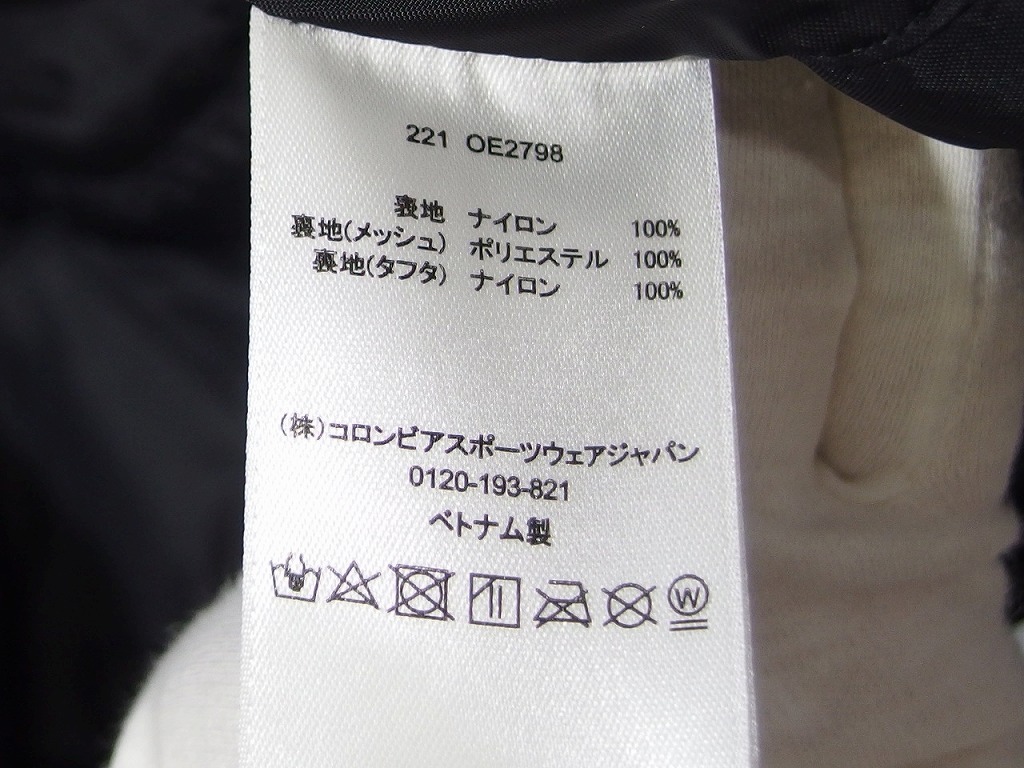 221 OE2798
裏地 ナイロン 100%
裏地(メッシュ) ポリエステル 100%
裏地(タフタ) ナイロン 100%
(株)コロンビアスポーツウェアジャパン
0120-193-821
ベトナム製
W